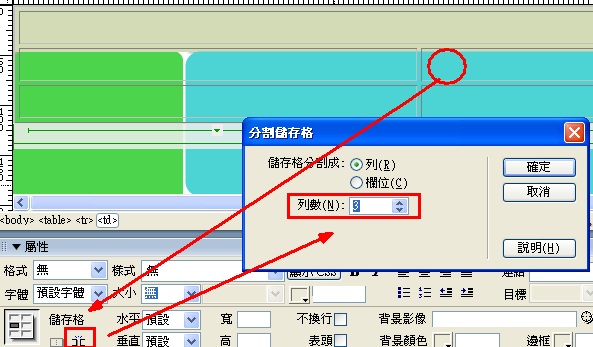 分割儲存格
儲存格分割成: 列(R)
欄位(C)
列數(N): 3
確定
取消
說明(H)
<body> <table> <tr> <td>
屬性
格式 無 樣式 無 B I
字體 預設字體 大小 無 目標
儲存格 水平 預設 寬 不換行 背景影像
垂直 預設 高 表頭 背景顏色 邊框